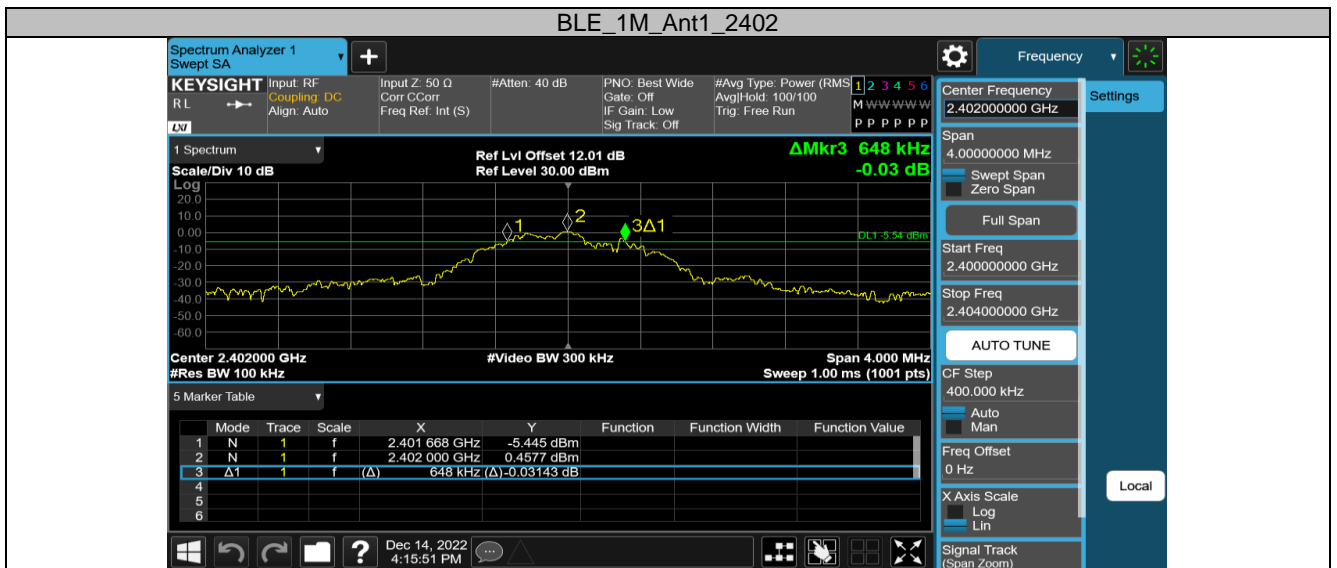 BLE_1M_Ant1_2402
Spectrum Analyzer 1
Swept SA
Frequency
KEYSIGHT Input: RF Input Z: 50 Ω #Atten: 40 dB PNO: Best Wide #Avg Type: Power (RMS 1 2 3 4 5 6
R L Coupling: DC Corr CCorr Gate: Off Avg|Hold: 100/100 M W W W W W
Align: Auto Freq Ref: Int (S) IF Gain: Low Trig: Free Run
LXI Sig Track: Off P P P P P P
1 Spectrum Ref Lvl Offset 12.01 dB ΔMkr3 648 kHz
Scale/Div 10 dB Ref Level 30.00 dBm -0.03 dB
Log
20.0
10.0
0.00
-10.0
-20.0
-30.0
-40.0
-50.0
-60.0
1
2
3Δ1
DL1 -5.54 dBm
Center 2.402000 GHz #Video BW 300 kHz Span 4.000 MHz
#Res BW 100 kHz Sweep 1.00 ms (1001 pts)
5 Marker Table
Mode Trace Scale X Y Function Function Width Function Value
1 N 1 f 2.401 668 GHz -5.445 dBm
2 N 1 f 2.402 000 GHz 0.4577 dBm
3 Δ1 1 f (Δ) 648 kHz (Δ) -0.03143 dB
4
5
6
?
Dec 14, 2022
4:15:51 PM
Center Frequency
2.402000000 GHz
Settings
Span
4.00000000 MHz
Swept Span
Zero Span
Full Span
Start Freq
2.400000000 GHz
Stop Freq
2.404000000 GHz
AUTO TUNE
CF Step
400.000 kHz
Auto
Man
Freq Offset
0 Hz
X Axis Scale
Log
Lin
Local
Signal Track
(Span Zoom)